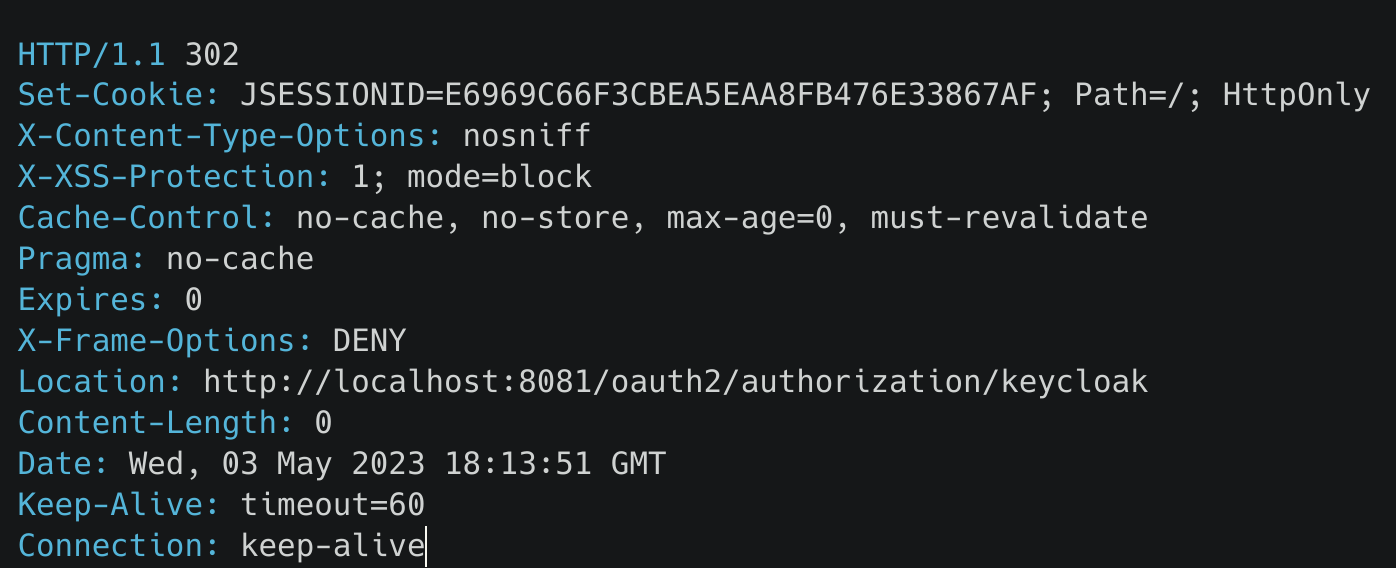 HTTP/1.1 302
Set-Cookie: JSESSIONID=E6969C66F3CBEA5EAA8FB476E33867AF; Path=/; HttpOnly
X-Content-Type-Options: nosniff
X-XSS-Protection: 1; mode=block
Cache-Control: no-cache, no-store, max-age=0, must-revalidate
Pragma: no-cache
Expires: 0
X-Frame-Options: DENY
Location: http://localhost:8081/oauth2/authorization/keycloak
Content-Length: 0
Date: Wed, 03 May 2023 18:13:51 GMT
Keep-Alive: timeout=60
Connection: keep-alive